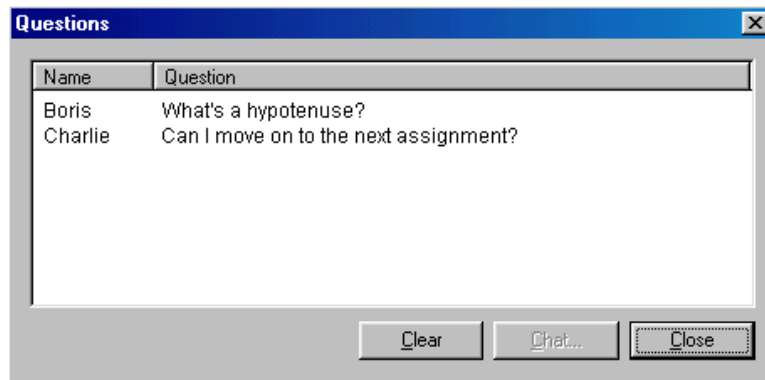 Questions
Name Question
Boris What's a hypotenuse?
Charlie Can I move on to the next assignment?
Clear Chat... Close